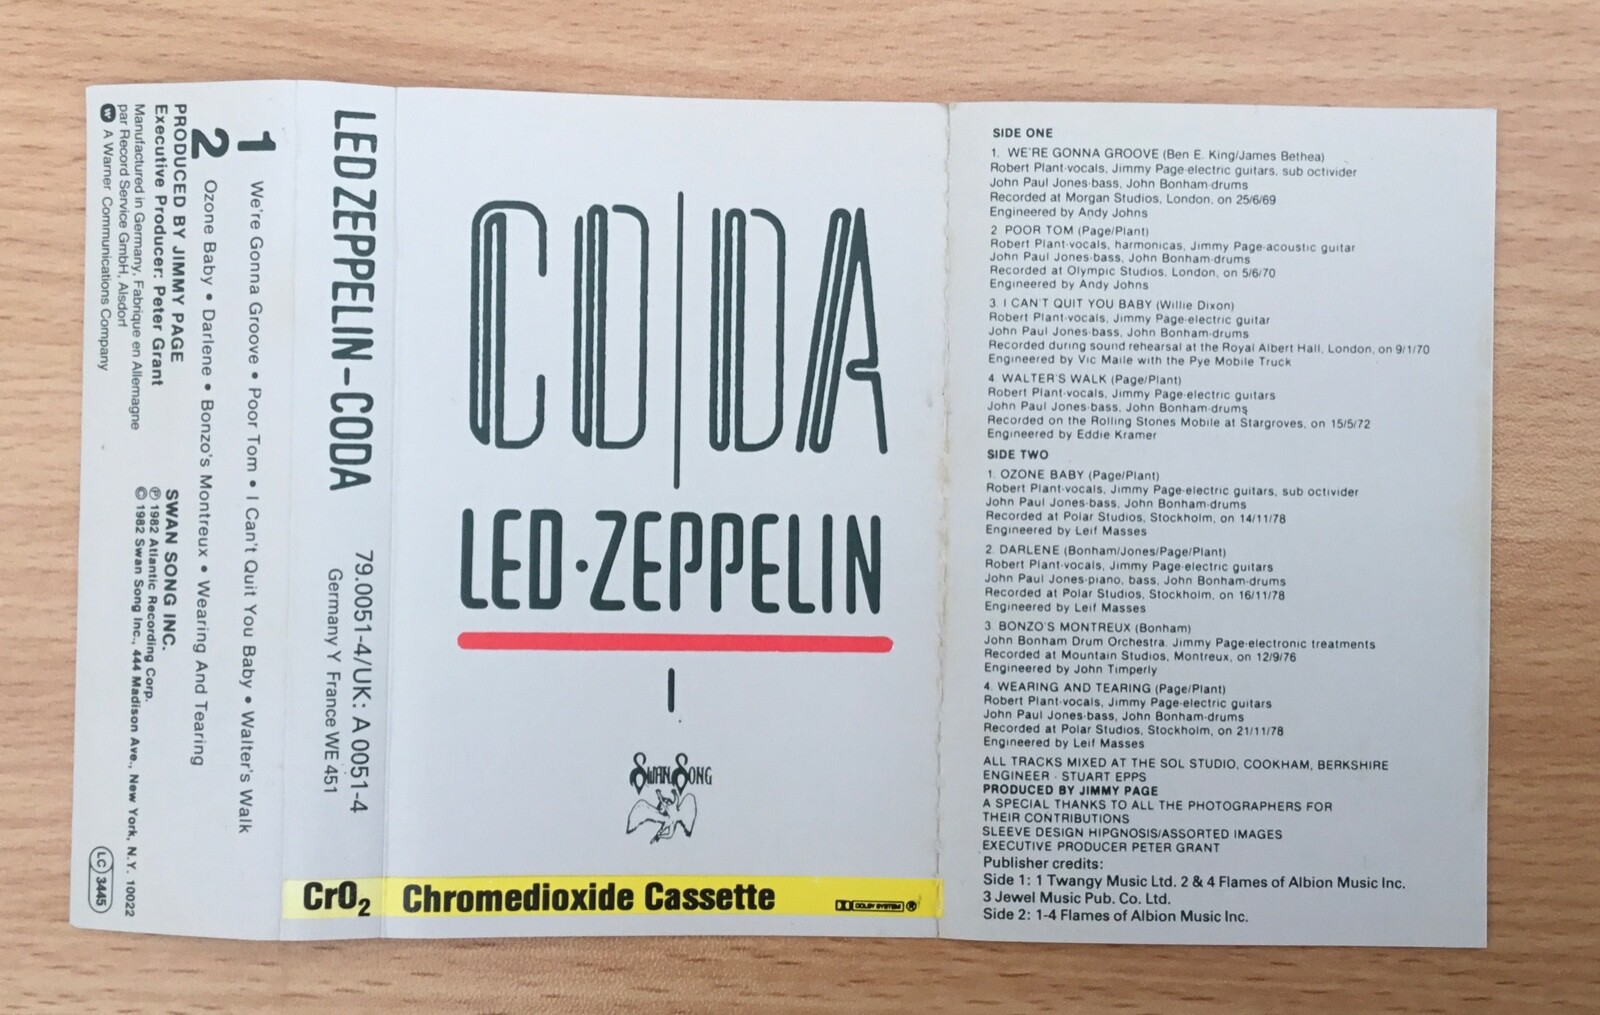 1 We're Gonna Groove • Poor Tom • I Can't Quit You Baby • Walter's Walk
2 Ozone Baby • Darlene • Bonzo's Montreux • Wearing And Tearing
PRODUCED BY JIMMY PAGE
Executive Producer: Peter Grant
Manufactured in Germany, Fabriqué en Allemagne
par Record Service GmbH, Alsdorf
W A Warner Communications Company
SWAN SONG INC.
℗ 1982 Atlantic Recording Corp.
© 1982 Swan Song Inc., 444 Madison Ave., New York, N.Y. 10022
LC 3445
LED ZEPPELIN-CODA
79.0051-4/UK: A 0051-4
Germany Y France WE 451
CrO2
CODA
LED·ZEPPELIN
SWAN SONG
Chromedioxide Cassette
DOLBY SYSTEM ®
SIDE ONE
1. WE'RE GONNA GROOVE (Ben E. King/James Bethea)
Robert Plant-vocals, Jimmy Page-electric guitars, sub octivider
John Paul Jones-bass, John Bonham-drums
Recorded at Morgan Studios, London, on 25/6/69
Engineered by Andy Johns
2. POOR TOM (Page/Plant)
Robert Plant-vocals, harmonicas, Jimmy Page-acoustic guitar
John Paul Jones-bass, John Bonham-drums
Recorded at Olympic Studios, London, on 5/6/70
Engineered by Andy Johns
3. I CAN'T QUIT YOU BABY (Willie Dixon)
Robert Plant-vocals, Jimmy Page-electric guitar
John Paul Jones-bass, John Bonham-drums
Recorded during sound rehearsal at the Royal Albert Hall, London, on 9/1/70
Engineered by Vic Maile with the Pye Mobile Truck
4. WALTER'S WALK (Page/Plant)
Robert Plant-vocals, Jimmy Page-electric guitars
John Paul Jones-bass, John Bonham-drums
Recorded on the Rolling Stones Mobile at Stargroves, on 15/5/72
Engineered by Eddie Kramer
SIDE TWO
1. OZONE BABY (Page/Plant)
Robert Plant-vocals, Jimmy Page-electric guitars, sub octivider
John Paul Jones-bass, John Bonham-drums
Recorded at Polar Studios, Stockholm, on 14/11/78
Engineered by Leif Masses
2. DARLENE (Bonham/Jones/Page/Plant)
Robert Plant-vocals, Jimmy Page-electric guitars
John Paul Jones-piano, bass, John Bonham-drums
Recorded at Polar Studios, Stockholm, on 16/11/78
Engineered by Leif Masses
3. BONZO'S MONTREUX (Bonham)
John Bonham Drum Orchestra. Jimmy Page-electronic treatments
Recorded at Mountain Studios, Montreux, on 12/9/76
Engineered by John Timperly
4. WEARING AND TEARING (Page/Plant)
Robert Plant-vocals, Jimmy Page-electric guitars
John Paul Jones-bass, John Bonham-drums
Recorded at Polar Studios, Stockholm, on 21/11/78
Engineered by Leif Masses
ALL TRACKS MIXED AT THE SOL STUDIO, COOKHAM, BERKSHIRE
ENGINEER - STUART EPPS
PRODUCED BY JIMMY PAGE
A SPECIAL THANKS TO ALL THE PHOTOGRAPHERS FOR
THEIR CONTRIBUTIONS
SLEEVE DESIGN HIPGNOSIS/ASSORTED IMAGES
EXECUTIVE PRODUCER PETER GRANT
Publisher credits:
Side 1: 1 Twangy Music Ltd. 2 & 4 Flames of Albion Music Inc.
3 Jewel Music Pub. Co. Ltd.
Side 2: 1-4 Flames of Albion Music Inc.